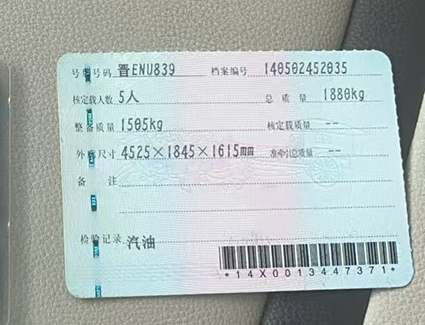 号牌号码 晋ENU839 档案编号 140502452035
核定载人数 5人 总质量 1880kg
整备质量 1505kg 核定载质量 --
外廓尺寸 4525×1845×1615mm 准牵引总质量 --
备注
检验记录 汽油
*14X0013447371*